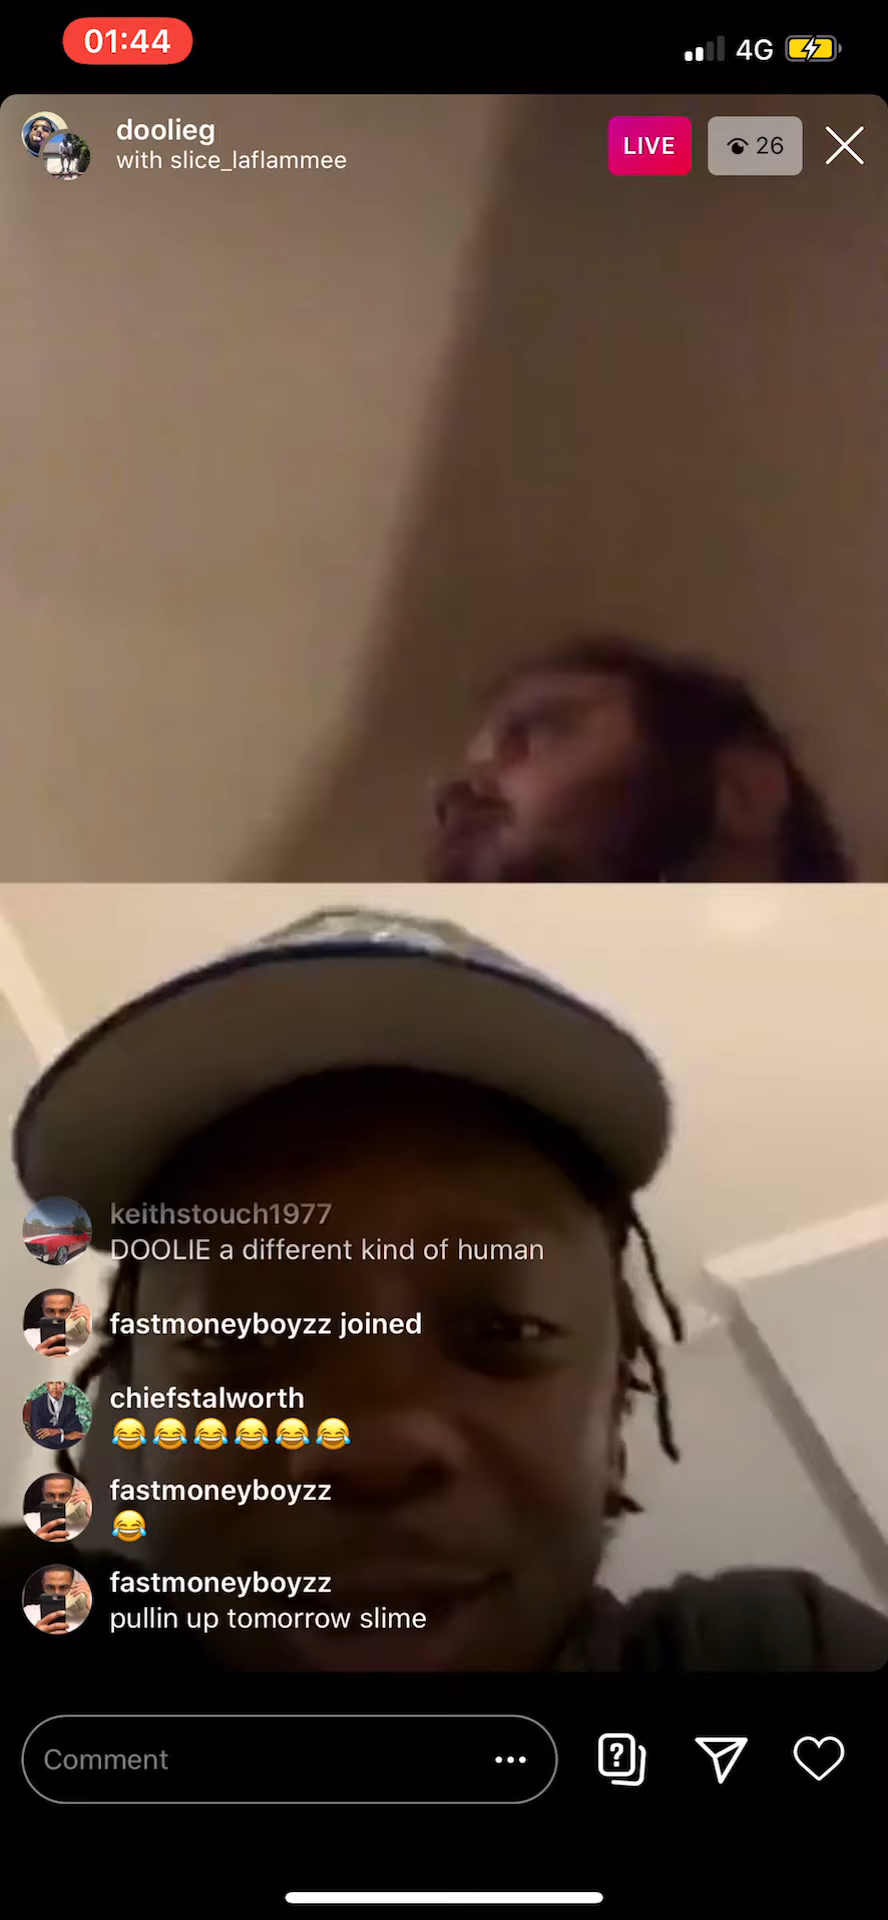 01:44
4G
doolieg
with slice_laflammee
LIVE
26
keithstouch1977
DOOLIE a different kind of human
fastmoneyboyzz joined
chiefstalworth
😂😂😂😂😂😂
fastmoneyboyzz
😂
fastmoneyboyzz
pullin up tomorrow slime
Comment